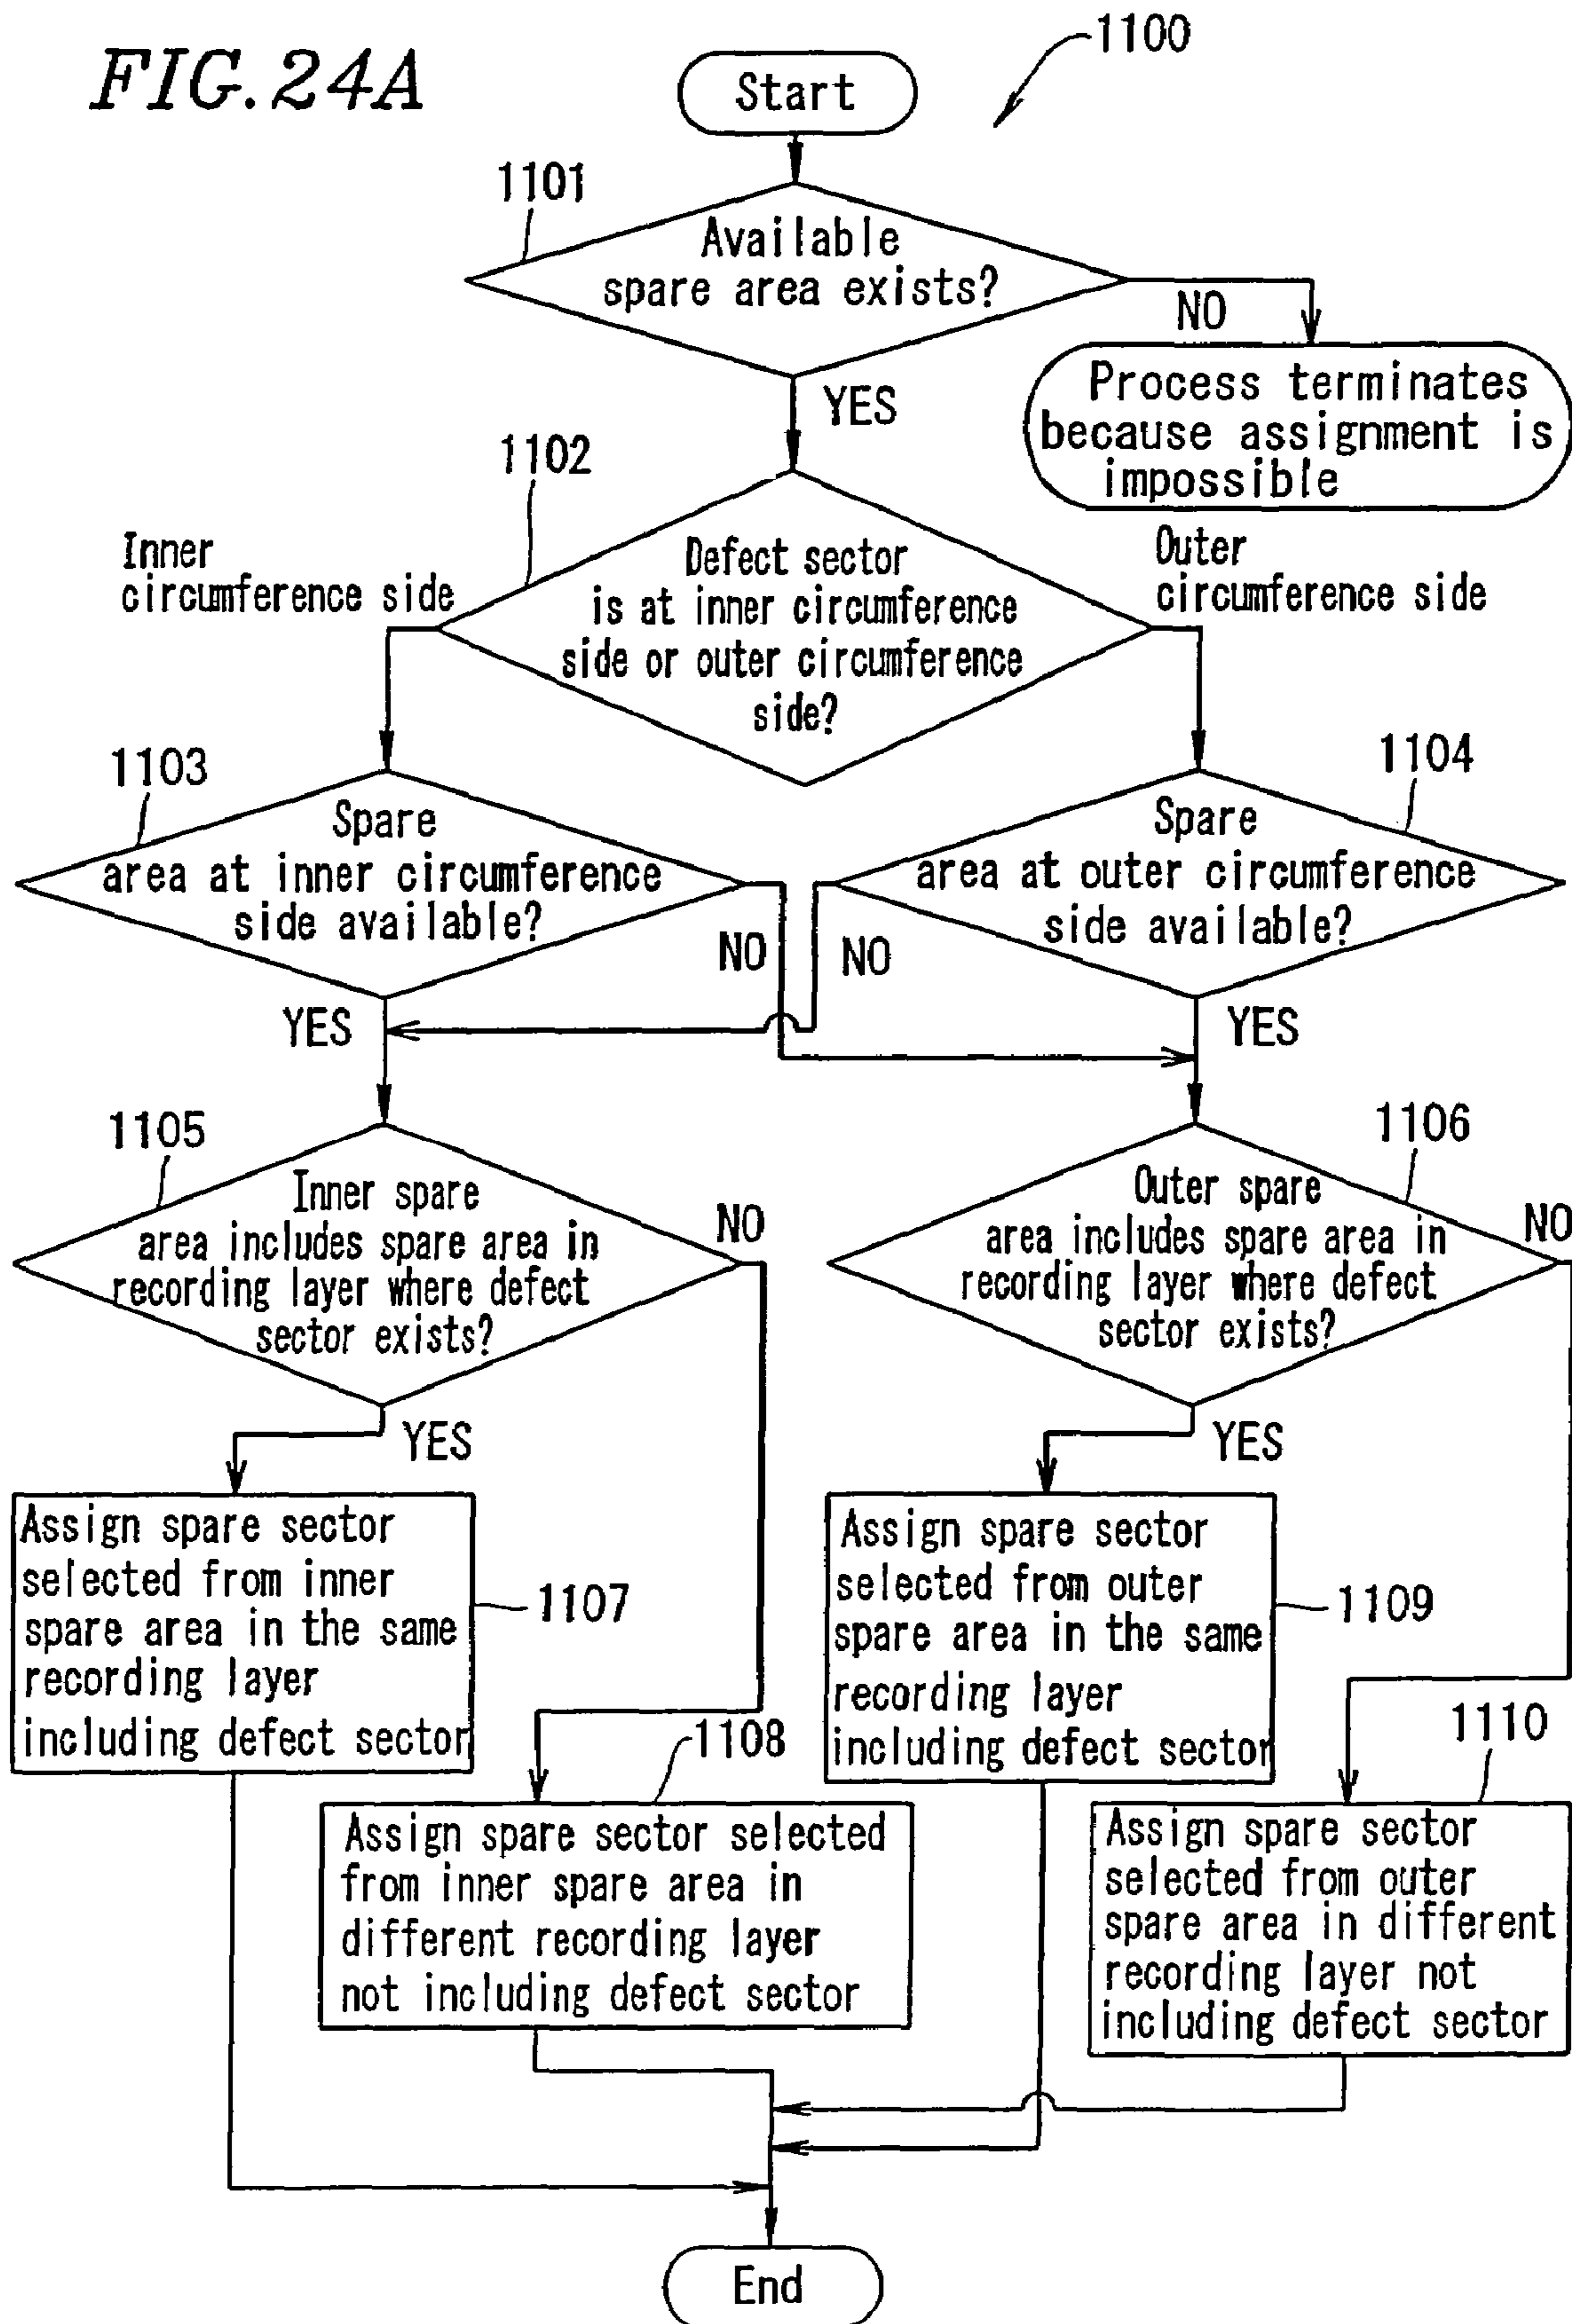 FIG.24A
1100
Start
1101
Available
spare area exists?
NO
Process terminates
because assignment is
impossible
YES
1102
Inner
circumference side
Defect sector
is at inner circumference
side or outer circumference
side?
Outer
circumference side
1103
Spare
area at inner circumference
side available?
1104
Spare
area at outer circumference
side available?
NO
NO
YES
YES
1105
Inner spare
area includes spare area in
recording layer where defect
sector exists?
NO
1106
Outer spare
area includes spare area in
recording layer where defect
sector exists?
NO
YES
YES
Assign spare sector
selected from inner
spare area in the same
recording layer
including defect sector
1107
Assign spare sector
selected from outer
spare area in the same
recording layer
including defect sector
1109
1108
Assign spare sector selected
from inner spare area in
different recording layer
not including defect sector
1110
Assign spare sector
selected from outer
spare area in different
recording layer not
including defect sector
End